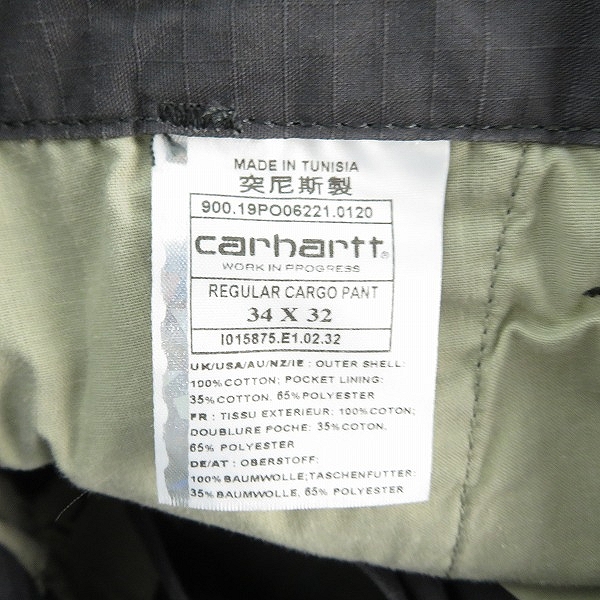 MADE IN TUNISIA
突尼斯製
900.19PO06221.0120
carhartt®
WORK IN PROGRESS
REGULAR CARGO PANT
34 X 32
I015875.E1.02.32
UK/USA/AU/NZ/IE : OUTER SHELL:
100%COTTON; POCKET LINING:
35%COTTON, 65% POLYESTER
FR : TISSU EXTERIEUR: 100% COTON;
DOUBLURE POCHE: 35%COTON,
65% POLYESTER
DE/AT : OBERSTOFF:
100%BAUMWOLLE;TASCHENFUTTER:
35%BAUMWOLLE, 65% POLYESTER